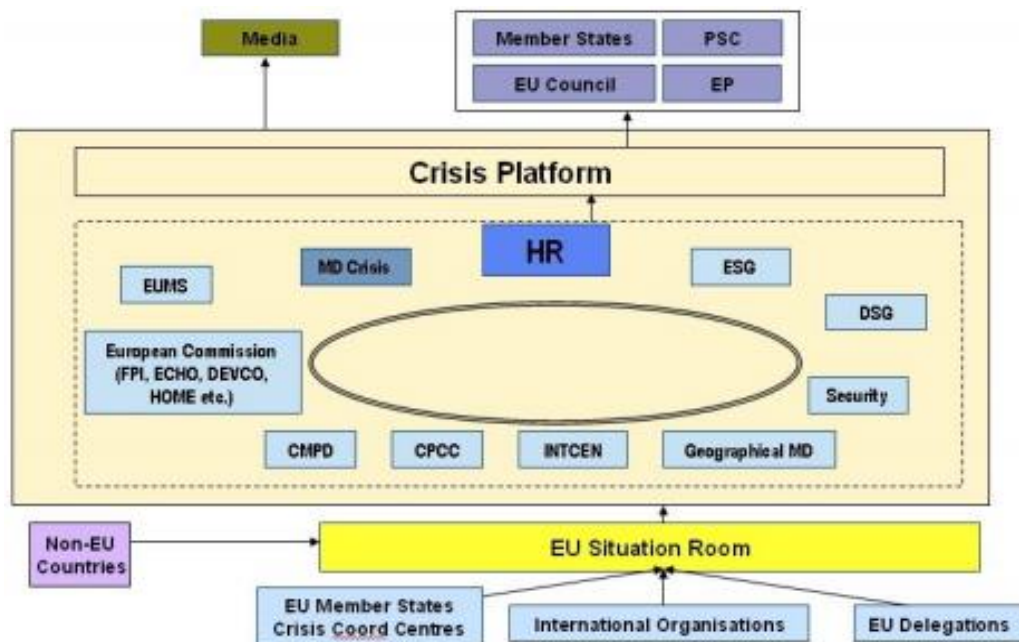 Media
Member States
PSC
EU Council
EP
Crisis Platform
HR
MD Crisis
ESG
EUMS
DSG
European Commission
(FPI, ECHO, DEVCO,
HOME etc.)
Security
CMPD
CPCC
INTCEN
Geographical MD
Non-EU
Countries
EU Situation Room
EU Member States
Crisis Coord Centres
International Organisations
EU Delegations